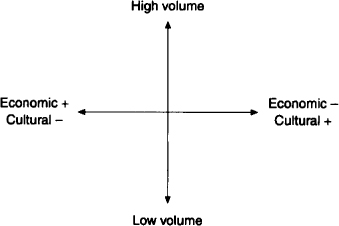 High volume
Economic +
Cultural –
Economic –
Cultural +
Low volume